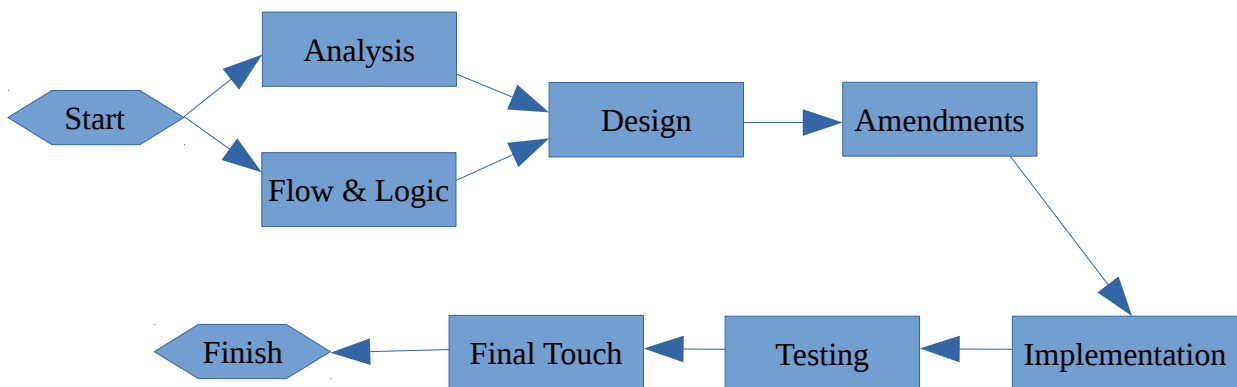 Start
Analysis
Flow & Logic
Design
Amendments
Implementation
Testing
Final Touch
Finish